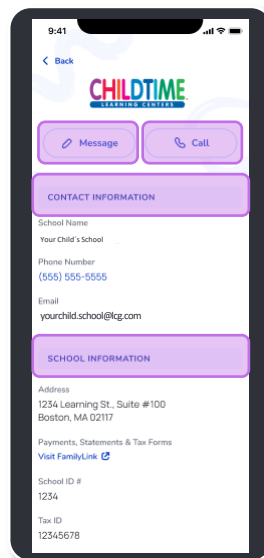 9:41
Back
CHILDTIME
LEARNING CENTERS
Message
Call
CONTACT INFORMATION
School Name
Your Child's School
Phone Number
(555) 555-5555
Email
yourchild.school@lcg.com
SCHOOL INFORMATION
Address
1234 Learning St., Suite #100
Boston, MA 02117
Payments, Statements & Tax Forms
Visit FamilyLink
School ID #
1234
Tax ID
12345678